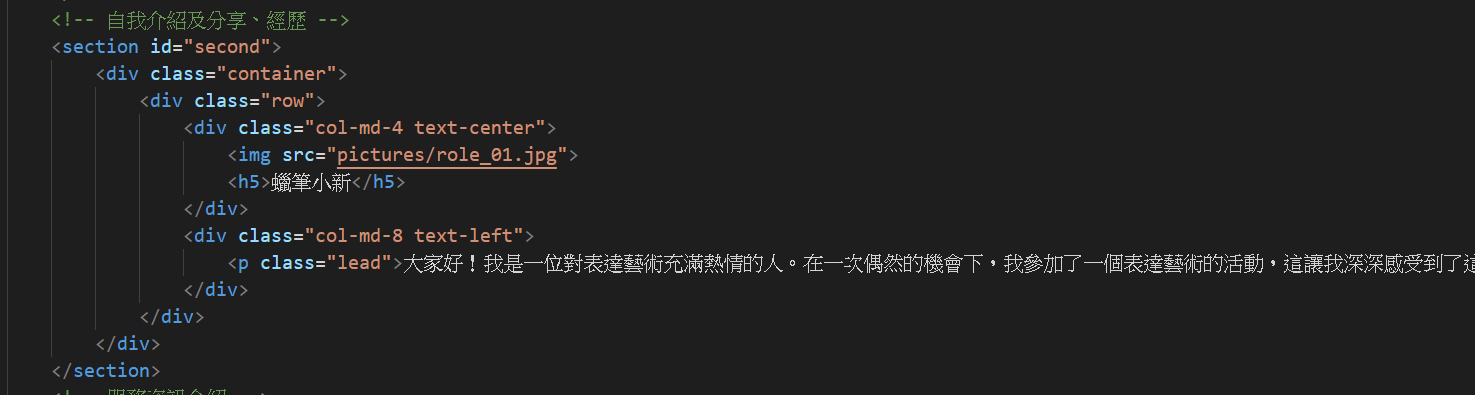 <!-- 自我介紹及分享、經歷 -->
<section id="second">
<div class="container">
<div class="row">
<div class="col-md-4 text-center">
<img src="pictures/role_01.jpg">
<h5>蠟筆小新</h5>
</div>
<div class="col-md-8 text-left">
<p class="lead">大家好！我是一位對表達藝術充滿熱情的人。在一次偶然的機會下，我參加了一個表達藝術的活動，這讓我深深感受到了這
</div>
</div>
</div>
</section>